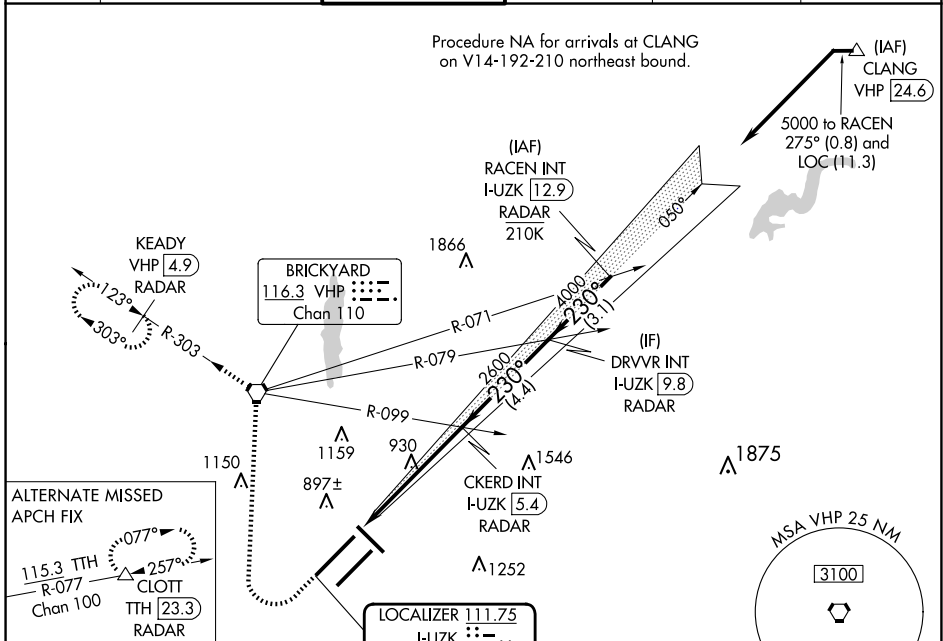 Procedure NA for arrivals at CLANG
on V14-192-210 northeast bound.
(IAF)
CLANG
VHP 24.6
5000 to RACEN
275° (0.8) and
LOC (11.3)
(IAF)
RACEN INT
I-UZK 12.9
RADAR
210K
050°
1866
KEADY
VHP 4.9
RADAR
BRICKYARD
116.3 VHP
Chan 110
123°
303°
R-303
R-071
4000
230°
(3.1)
R-079
2600
230°
(4.4)
(IF)
DRVVR INT
I-UZK 9.8
RADAR
R-099
1159
930
1546
1875
1150
897±
CKERD INT
I-UZK 5.4
RADAR
ALTERNATE MISSED
APCH FIX
077°
115.3 TTH
R-077
Chan 100
257°
CLOTT
TTH 23.3
RADAR
1252
MSA VHP 25 NM
3100
LOCALIZER 111.75
I-UZK